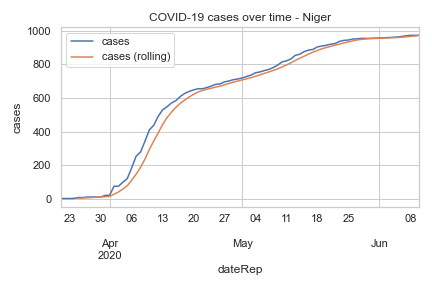 COVID-19 cases over time - Niger
cases
cases (rolling)
1000
800
600
400
200
0
cases
23 30 06 13 20 27 04 11 18 25 08
Apr May Jun
2020
dateRep